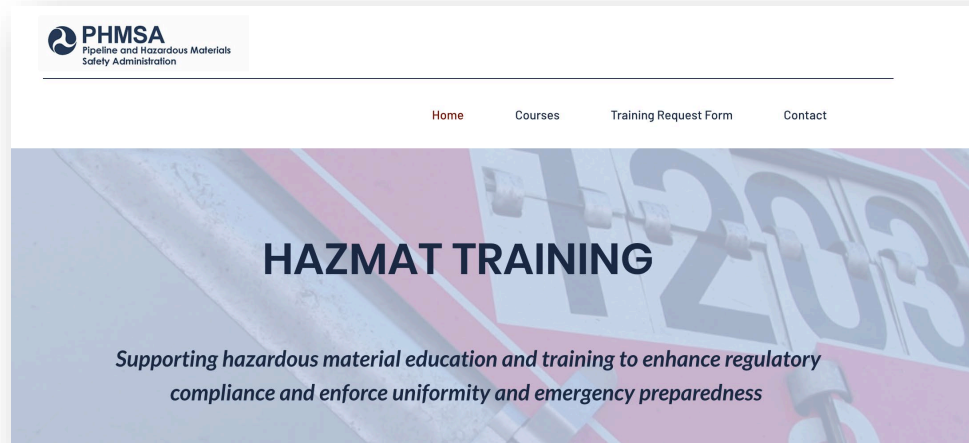 PHMSA
Pipeline and Hazardous Materials
Safety Administration
Home Courses Training Request Form Contact
HAZMAT TRAINING
1203
Supporting hazardous material education and training to enhance regulatory
compliance and enforce uniformity and emergency preparedness